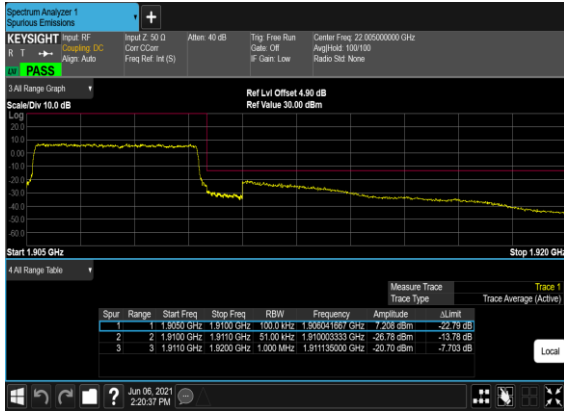 Spectrum Analyzer 1
Spurious Emissions
+
KEYSIGHT Input: RF Input Z: 50 Ω Atten: 40 dB Trig: Free Run Center Freq: 22.005000000 GHz
R T Coupling: DC Corr CCorr Gate: Off Avg|Hold: 100/100
Align: Auto Freq Ref: Int (S) IF Gain: Low Radio Std: None
PASS
3 All Range Graph
Ref Lvl Offset 4.90 dB
Scale/Div 10.0 dB Ref Value 30.00 dBm
Log
20.0
10.0
0.00
-10.0
-20.0
-30.0
-40.0
-50.0
-60.0
Start 1.905 GHz Stop 1.920 GHz
4 All Range Table
Measure Trace Trace 1
Trace Type Trace Average (Active)
Spur Range Start Freq Stop Freq RBW Frequency Amplitude ΔLimit
1 1 1.9050 GHz 1.9100 GHz 100.0 kHz 1.906041667 GHz 7.208 dBm -22.79 dB
2 2 1.9100 GHz 1.9110 GHz 51.00 kHz 1.910003333 GHz -26.78 dBm -13.78 dB
3 3 1.9110 GHz 1.9200 GHz 1.000 MHz 1.911135000 GHz -20.70 dBm -7.703 dB
Local
?
Jun 06, 2021
2:20:37 PM